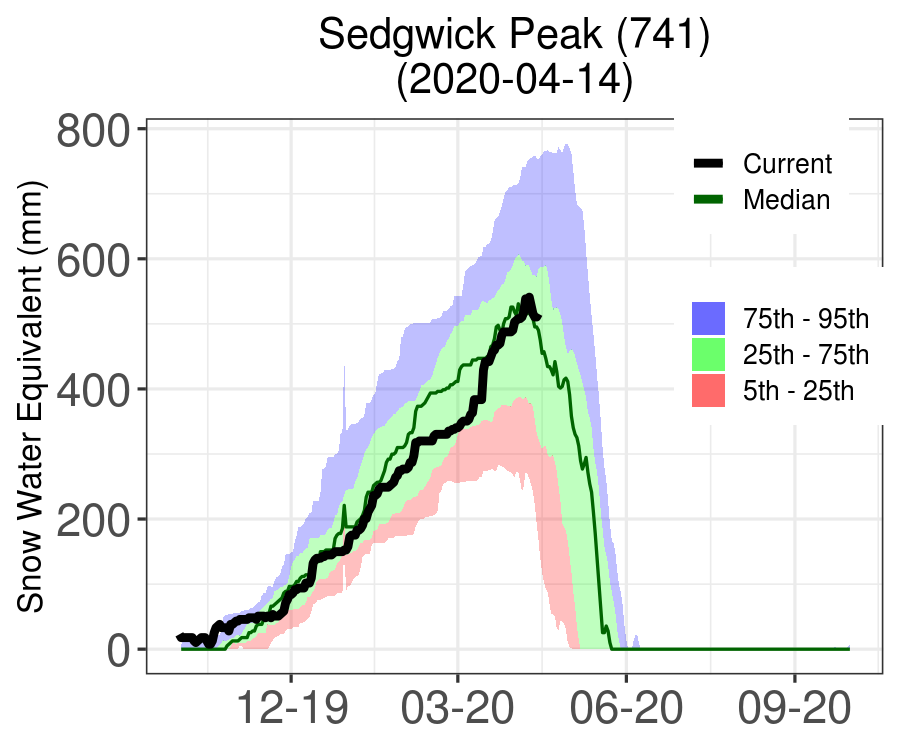 Sedgwick Peak (741)
(2020-04-14)
Snow Water Equivalent (mm)
800
600
400
200
0
12-19
03-20
06-20
09-20
Current
Median
75th - 95th
25th - 75th
5th - 25th